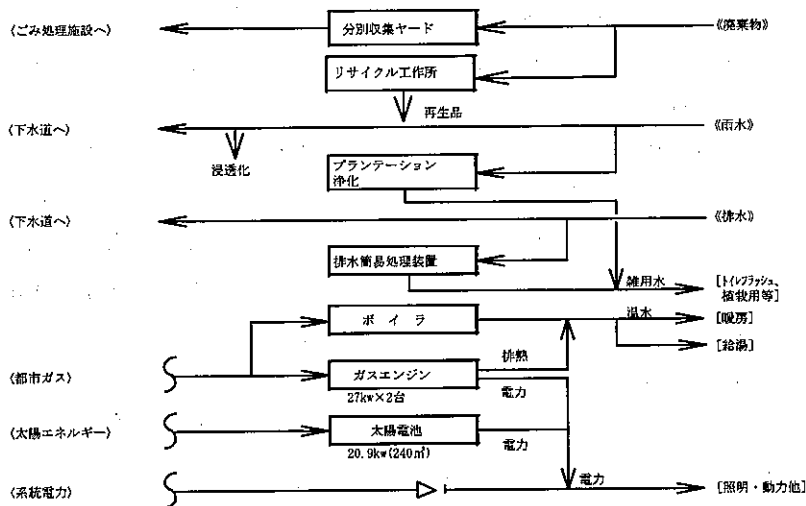 〈ごみ処理施設へ〉
分別収集ヤード
《廃棄物》
リサイクル工作所
再生品
〈下水道へ〉
《雨水》
浸透化
プランテーション
浄化
〈下水道へ〉
《排水》
排水簡易処理装置
雑用水
[トイレフラッシュ、
植栽用等]
ボイラ
温水
[暖房]
[給湯]
排熱
〈都市ガス〉
ガスエンジン
27kw×2台
電力
〈太陽エネルギー〉
太陽電池
20.9kw(240㎡)
電力
〈系統電力〉
電力
[照明・動力他]